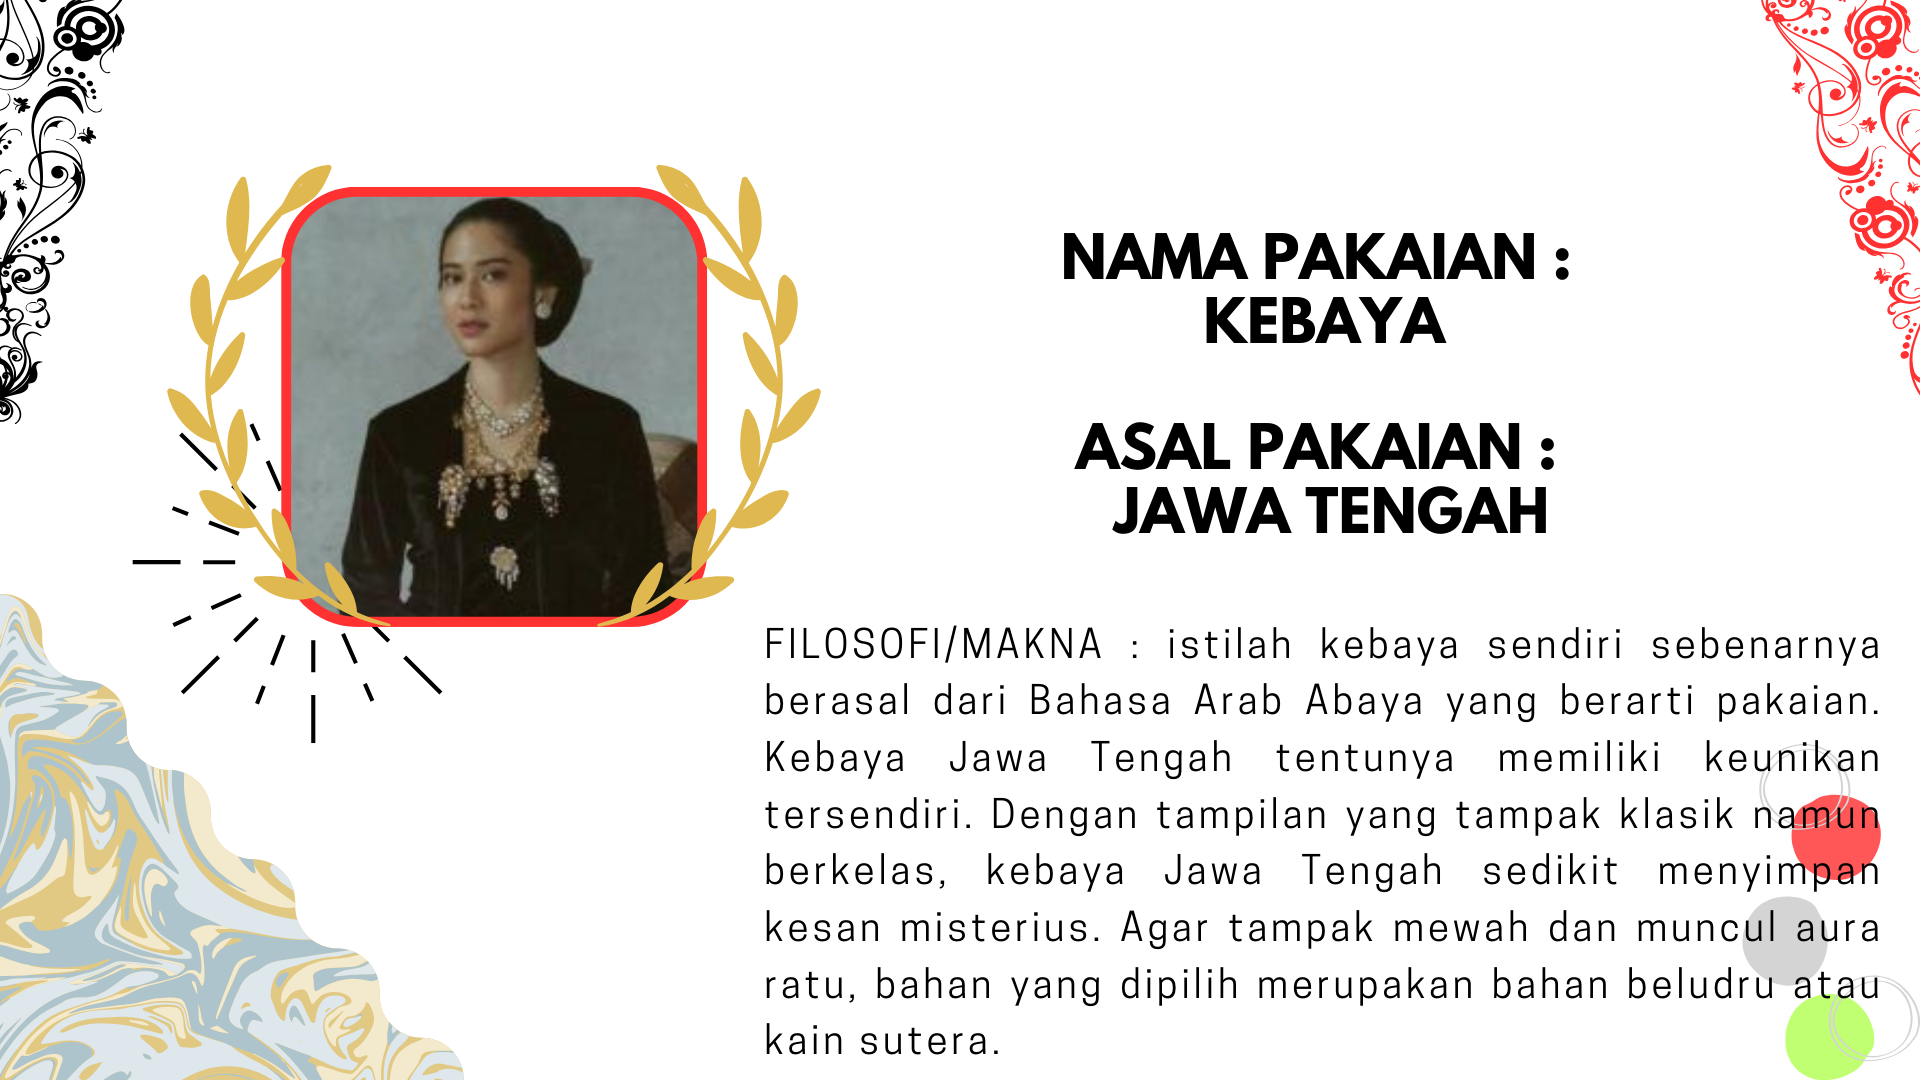 NAMA PAKAIAN :
KEBAYA
ASAL PAKAIAN :
JAWA TENGAH
FILOSOFI/MAKNA : istilah kebaya sendiri sebenarnya
berasal dari Bahasa Arab Abaya yang berarti pakaian.
Kebaya Jawa Tengah tentunya memiliki keunikan
tersendiri. Dengan tampilan yang tampak klasik namun
berkelas, kebaya Jawa Tengah sedikit menyimpan
kesan misterius. Agar tampak mewah dan muncul aura
ratu, bahan yang dipilih merupakan bahan beludru atau
kain sutera.